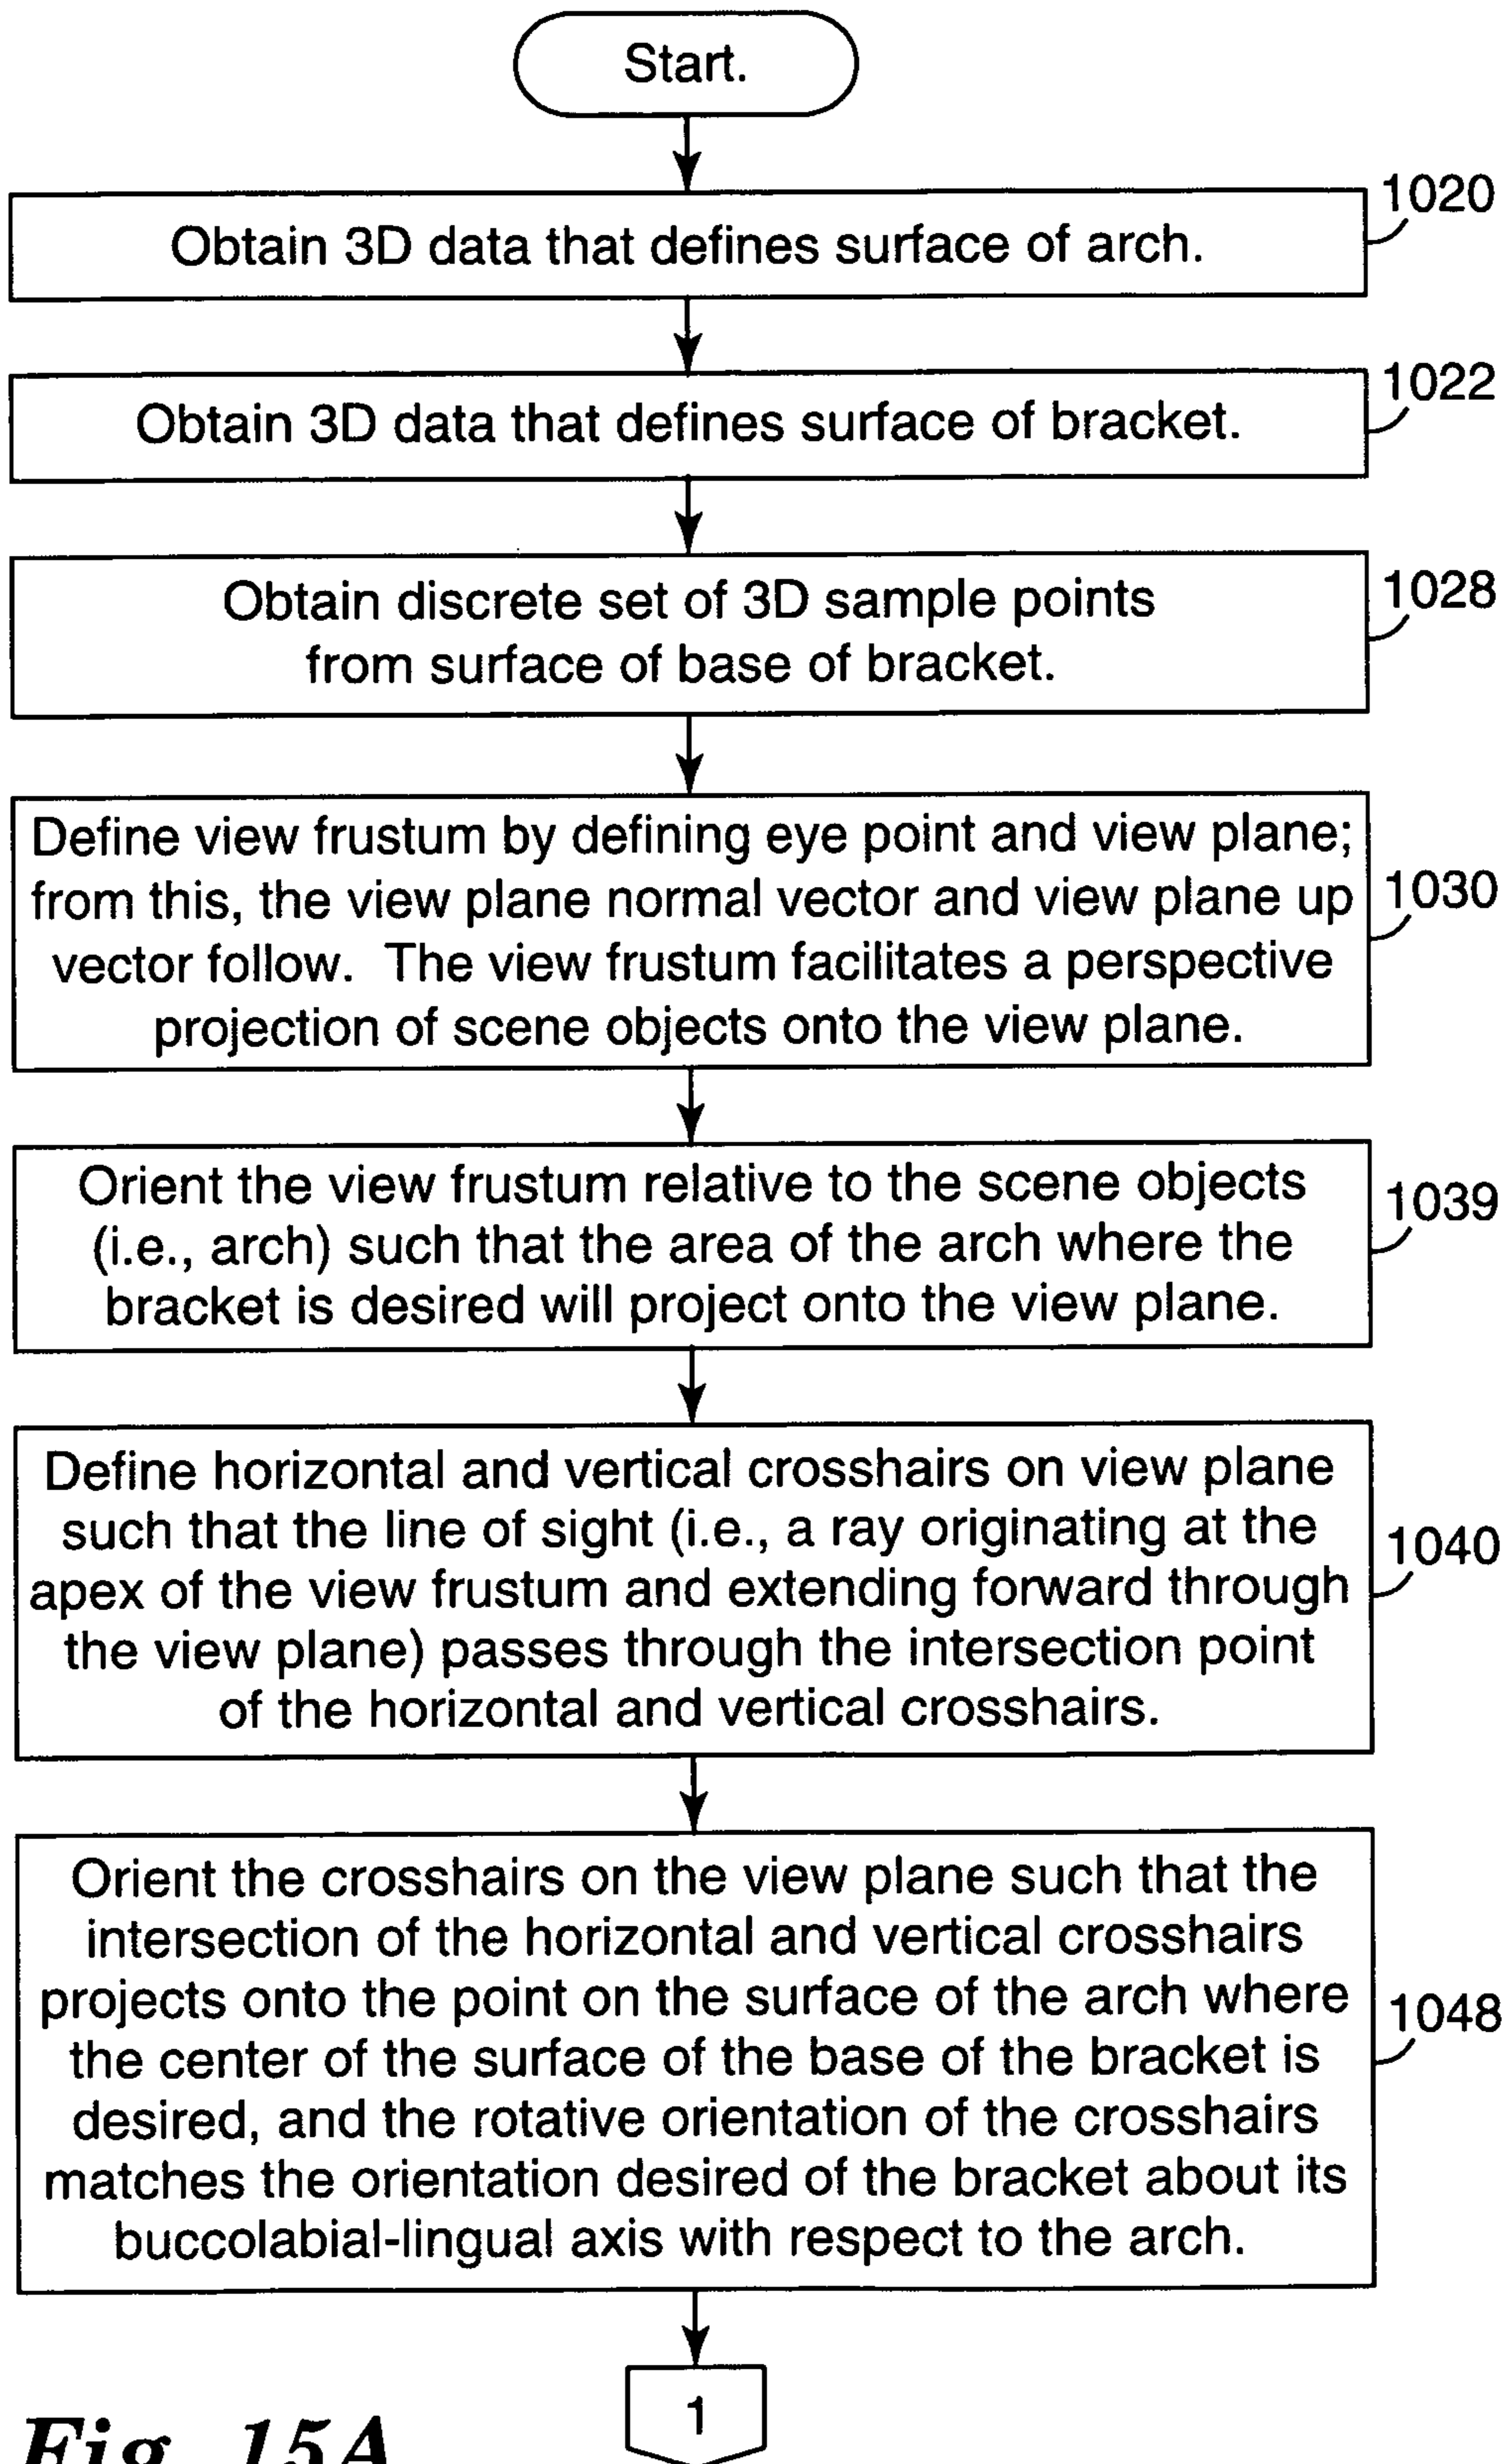 Start.
1020
Obtain 3D data that defines surface of arch.
1022
Obtain 3D data that defines surface of bracket.
1028
Obtain discrete set of 3D sample points
from surface of base of bracket.
Define view frustum by defining eye point and view plane;
from this, the view plane normal vector and view plane up
vector follow. The view frustum facilitates a perspective
projection of scene objects onto the view plane.
1030
Orient the view frustum relative to the scene objects
(i.e., arch) such that the area of the arch where the
bracket is desired will project onto the view plane.
1039
Define horizontal and vertical crosshairs on view plane
such that the line of sight (i.e., a ray originating at the
apex of the view frustum and extending forward through
the view plane) passes through the intersection point
of the horizontal and vertical crosshairs.
1040
Orient the crosshairs on the view plane such that the
intersection of the horizontal and vertical crosshairs
projects onto the point on the surface of the arch where
the center of the surface of the base of the bracket is
desired, and the rotative orientation of the crosshairs
matches the orientation desired of the bracket about its
buccolabial-lingual axis with respect to the arch.
1048
1
Fig. 15A